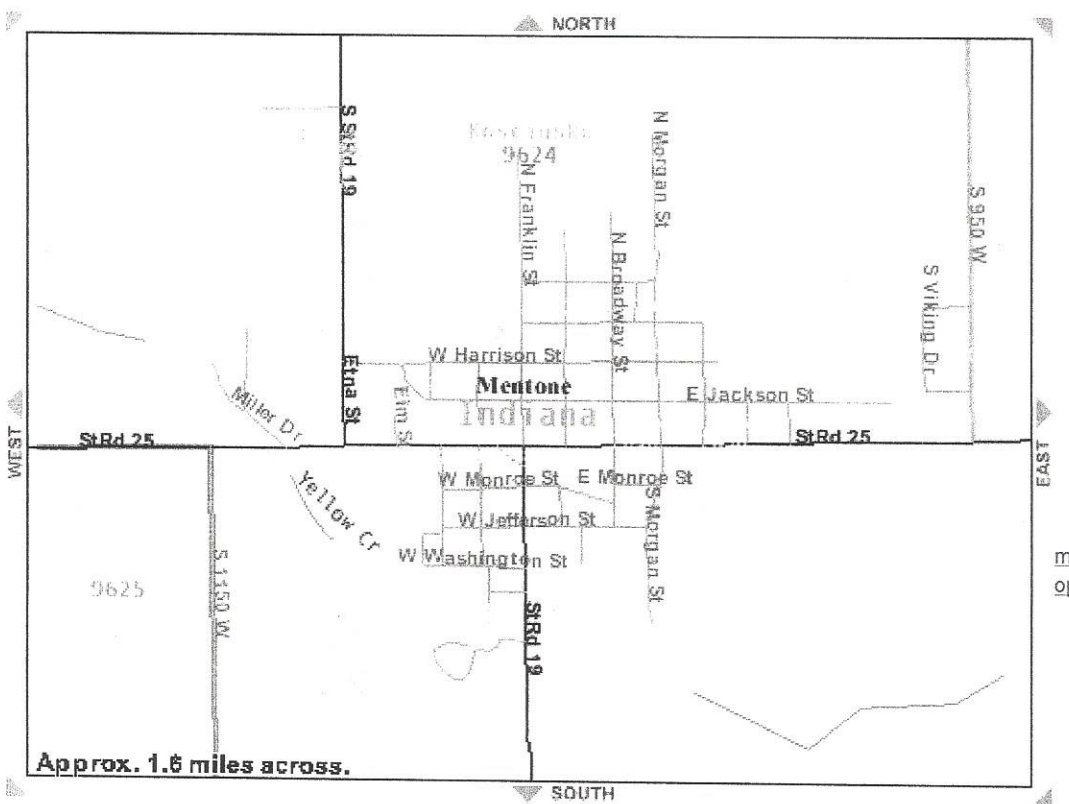 NORTH
Kosciusko
9624
S StRd 19
N Franklin St
N Morgan St
N Broadway St
S 950 W
S Viking Dr
W Harrison St
Etna St
Mentone
Elm St
E Jackson St
Indiana
Miller Dr
StRd 25
StRd 25
WEST
EAST
W Monroe St
E Monroe St
Yellow Cr
W Jefferson St
S Morgan St
W Washington St
9625
S 1150 W
StRd 19
Approx. 1.6 miles across.
SOUTH